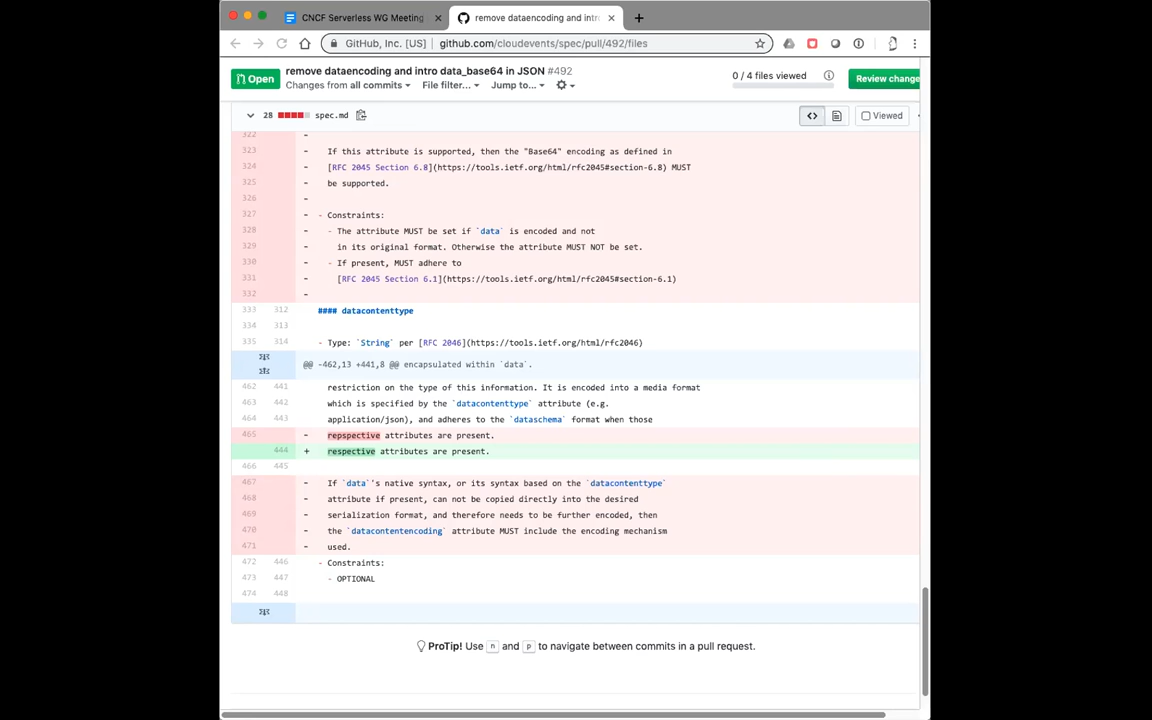 CNCF Serverless WG Meeting
remove dataencoding and intro
GitHub, Inc. [US] github.com/cloudevents/spec/pull/492/files
Open
remove dataencoding and intro data_base64 in JSON #492
Changes from all commits File filter... Jump to...
0 / 4 files viewed
Review change
28 spec.md
Viewed
322 -
323 - If this attribute is supported, then the "Base64" encoding as defined in
324 - [RFC 2045 Section 6.8](https://tools.ietf.org/html/rfc2045#section-6.8) MUST
325 - be supported.
326 -
327 - - Constraints:
328 - - The attribute MUST be set if `data` is encoded and not
329 - in its original format. Otherwise the attribute MUST NOT be set.
330 - - If present, MUST adhere to
331 - [RFC 2045 Section 6.1](https://tools.ietf.org/html/rfc2045#section-6.1)
332 -
333 312 #### datacontenttype
334 313
335 314 - Type: `String` per [RFC 2046](https://tools.ietf.org/html/rfc2046)
@@ -462,13 +441,8 @@ encapsulated within `data`.
462 441 restriction on the type of this information. It is encoded into a media format
463 442 which is specified by the `datacontenttype` attribute (e.g.
464 443 application/json), and adheres to the `dataschema` format when those
465 - repspective attributes are present.
444 + respective attributes are present.
466 445
467 - If `data`'s native syntax, or its syntax based on the `datacontenttype`
468 - attribute if present, can not be copied directly into the desired
469 - serialization format, and therefore needs to be further encoded, then
470 - the `datacontentencoding` attribute MUST include the encoding mechanism
471 - used.
472 446 - Constraints:
473 447 - OPTIONAL
474 448
ProTip! Use n and p to navigate between commits in a pull request.